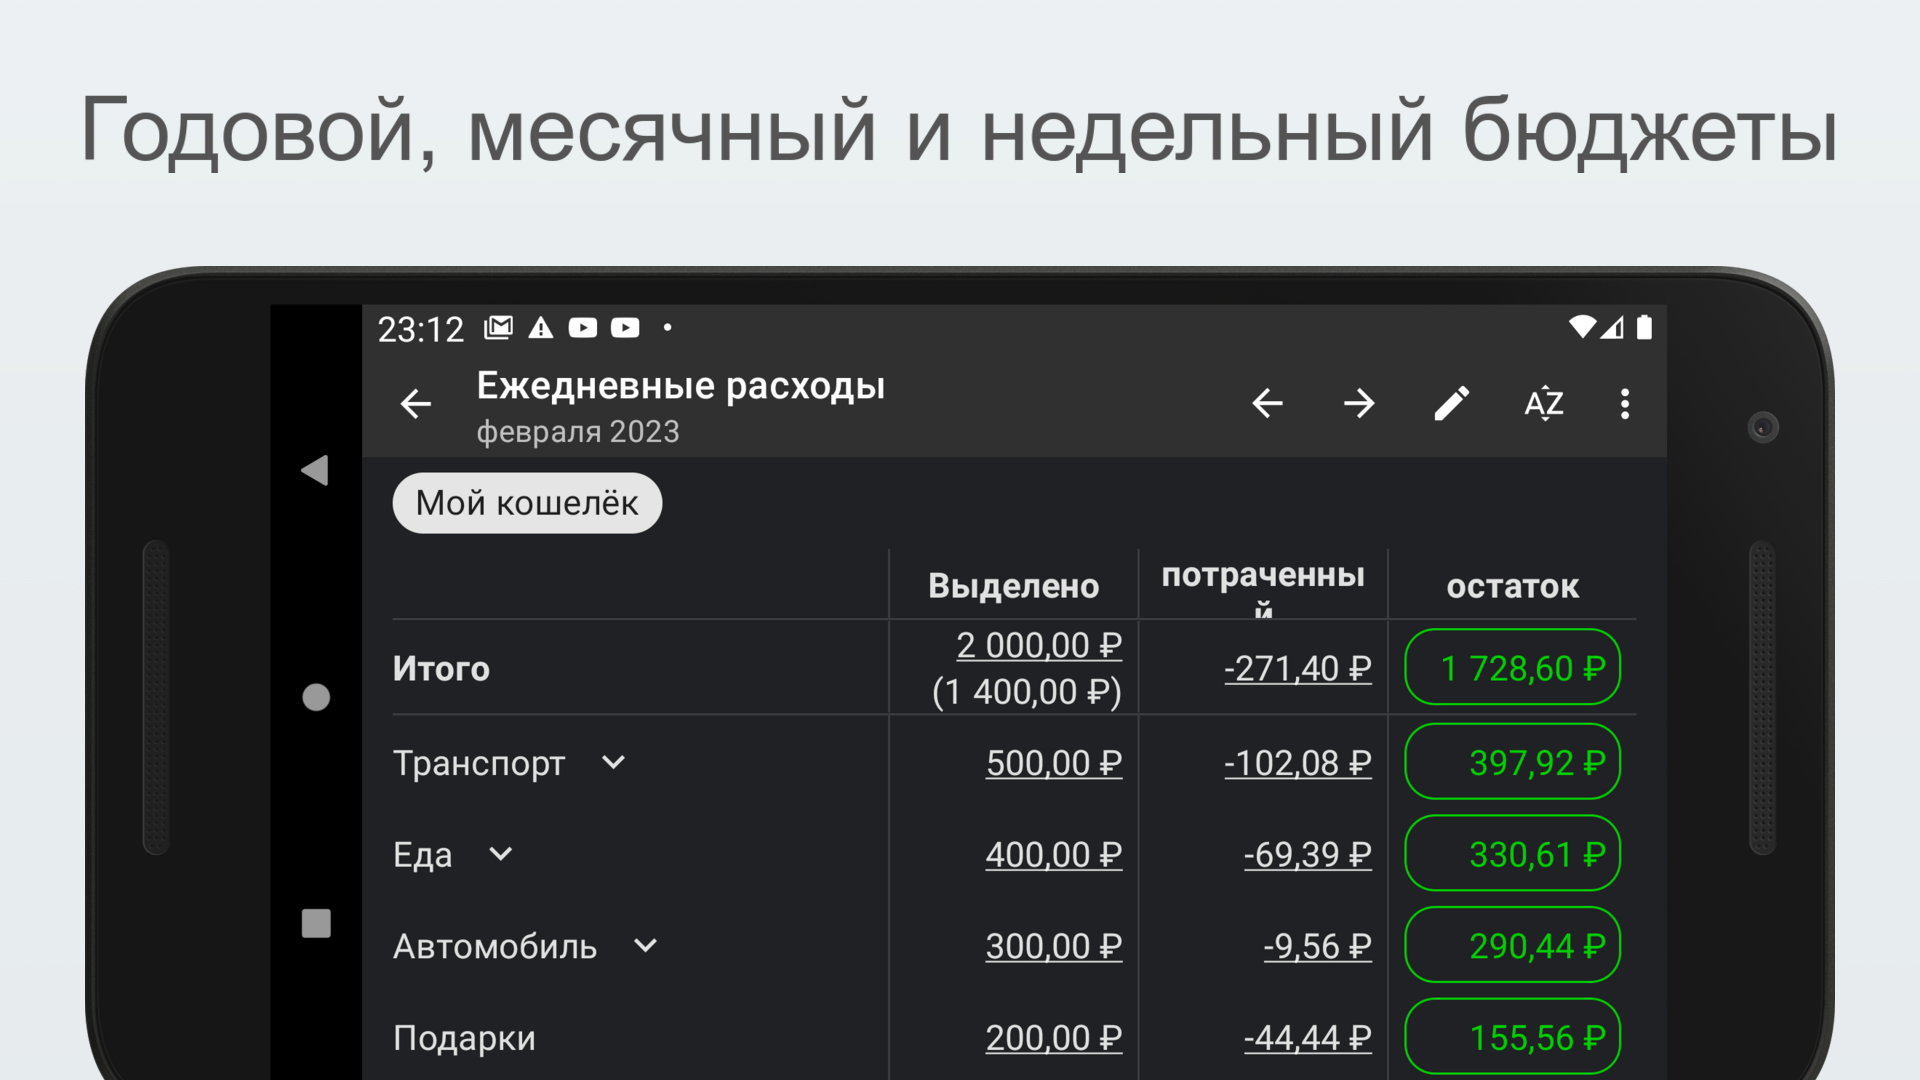 Годовой, месячный и недельный бюджеты
23:12
Ежедневные расходы
февраля 2023
AZ
Мой кошелёк
Выделено потраченны остаток
й
Итого 2 000,00 ₽ -271,40 ₽ 1 728,60 ₽
(1 400,00 ₽)
Транспорт 500,00 ₽ -102,08 ₽ 397,92 ₽
Еда 400,00 ₽ -69,39 ₽ 330,61 ₽
Автомобиль 300,00 ₽ -9,56 ₽ 290,44 ₽
Подарки 200,00 ₽ -44,44 ₽ 155,56 ₽